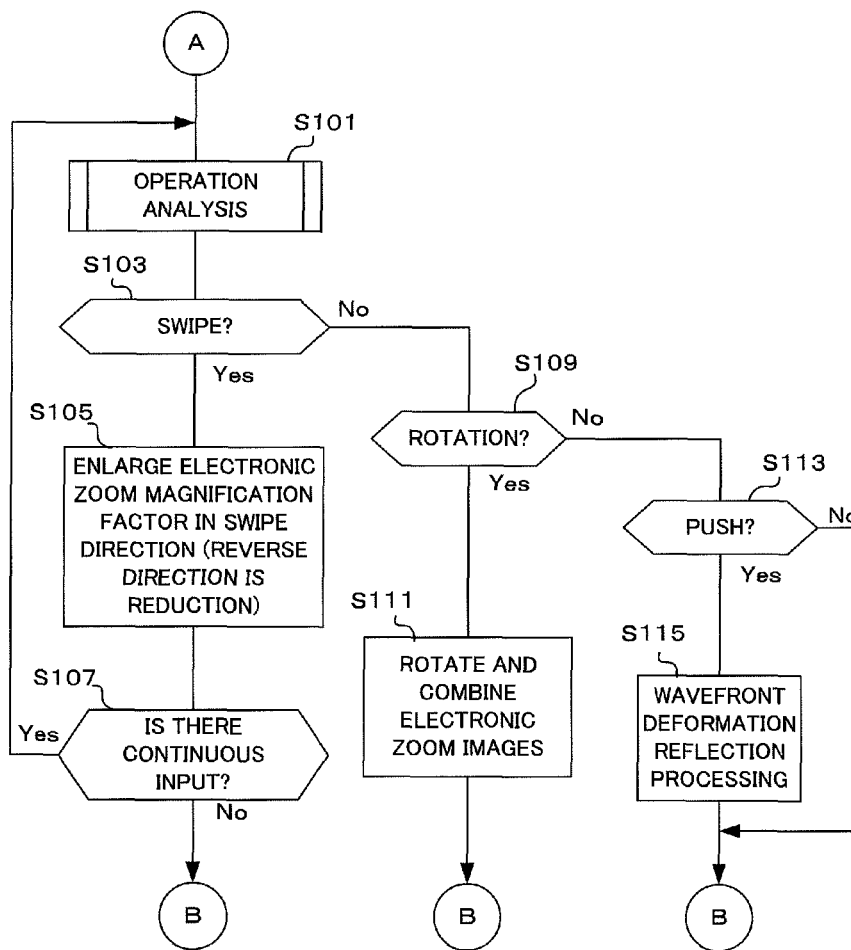 A
S101
OPERATION
ANALYSIS
S103
SWIPE?
No
Yes
S105
ENLARGE ELECTRONIC
ZOOM MAGNIFICATION
FACTOR IN SWIPE
DIRECTION (REVERSE
DIRECTION IS
REDUCTION)
S107
IS THERE
CONTINUOUS
INPUT?
Yes
No
B
S109
ROTATION?
No
Yes
S111
ROTATE AND
COMBINE
ELECTRONIC
ZOOM IMAGES
B
S113
PUSH?
No
Yes
S115
WAVEFRONT
DEFORMATION
REFLECTION
PROCESSING
B